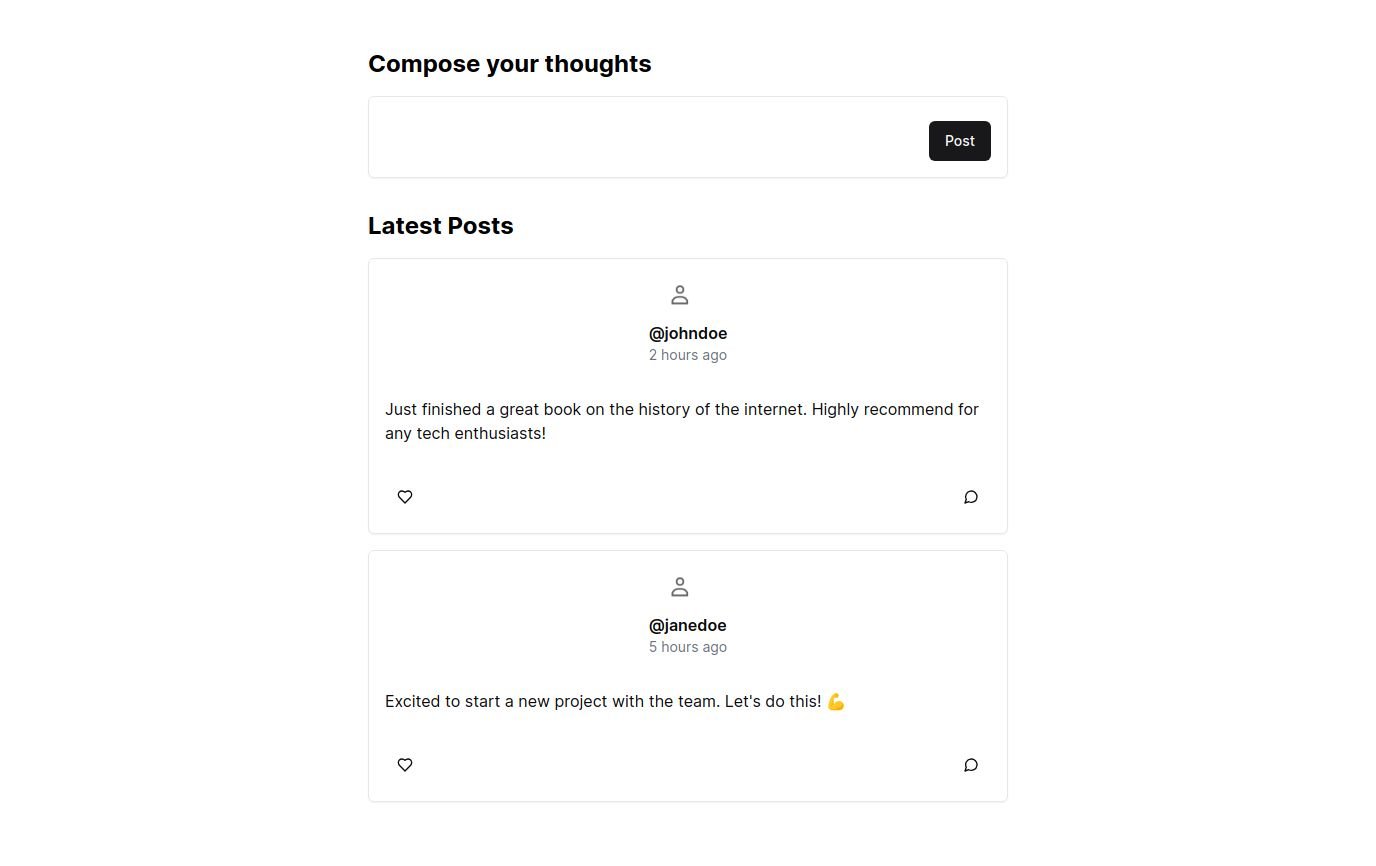 Compose your thoughts
Post
Latest Posts
@johndoe
2 hours ago
Just finished a great book on the history of the internet. Highly recommend for
any tech enthusiasts!
@janedoe
5 hours ago
Excited to start a new project with the team. Let's do this! 💪